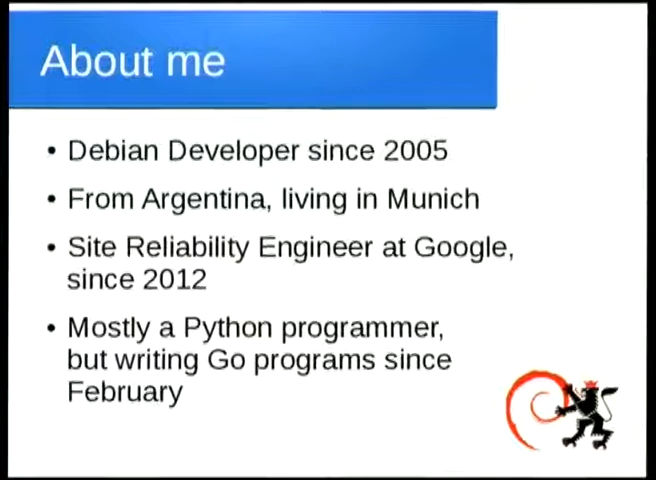 About me
• Debian Developer since 2005
• From Argentina, living in Munich
• Site Reliability Engineer at Google,
since 2012
• Mostly a Python programmer,
but writing Go programs since
February